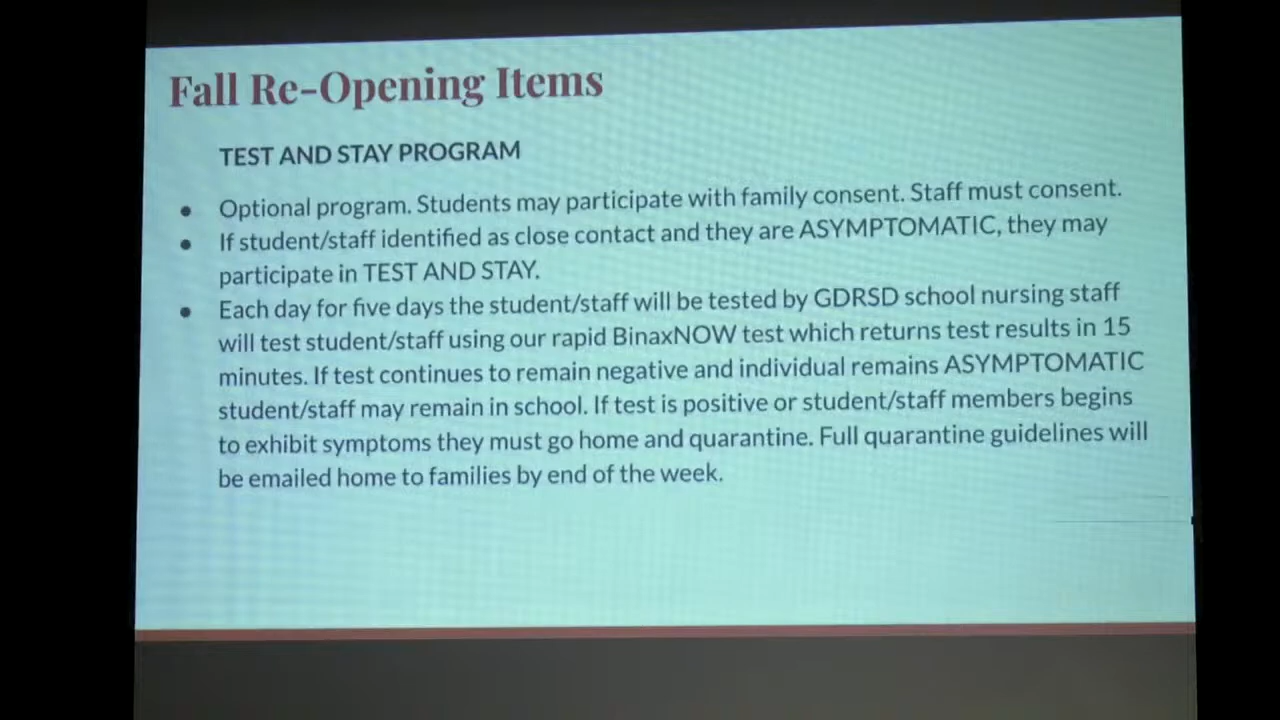 Fall Re-Opening Items
TEST AND STAY PROGRAM
● Optional program. Students may participate with family consent. Staff must consent.
● If student/staff identified as close contact and they are ASYMPTOMATIC, they may
participate in TEST AND STAY.
● Each day for five days the student/staff will be tested by GDRSD school nursing staff
will test student/staff using our rapid BinaxNOW test which returns test results in 15
minutes. If test continues to remain negative and individual remains ASYMPTOMATIC
student/staff may remain in school. If test is positive or student/staff members begins
to exhibit symptoms they must go home and quarantine. Full quarantine guidelines will
be emailed home to families by end of the week.